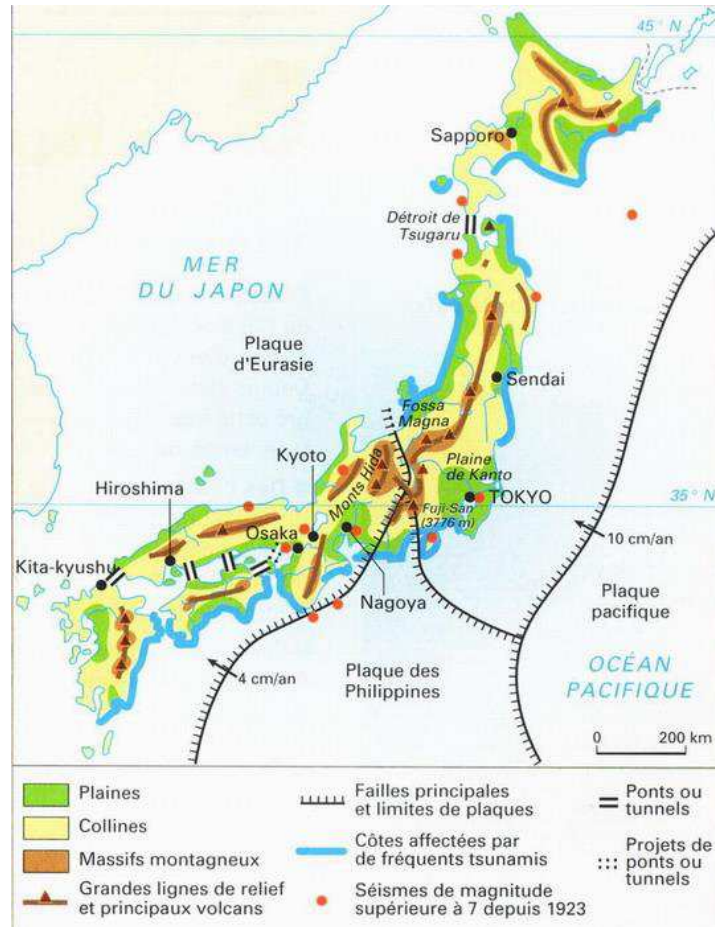 45° N
Sapporo
Détroit de
Tsugaru
MER
DU JAPON
Plaque
d'Eurasie
Sendai
Fossa
Magna
Kyoto
Monts Hida
Plaine
de Kanto
Hiroshima
35° N
TOKYO
Osaka
Fuji-San
(3776 m)
Kita-kyushu
10 cm/an
Nagoya
Plaque
pacifique
4 cm/an
Plaque des
Philippines
OCÉAN
PACIFIQUE
0 200 km
Plaines
Collines
Massifs montagneux
Grandes lignes de relief
et principaux volcans
Failles principales
et limites de plaques
Côtes affectées par
de fréquents tsunamis
Séismes de magnitude
supérieure à 7 depuis 1923
Ponts ou
tunnels
Projets de
ponts ou
tunnels